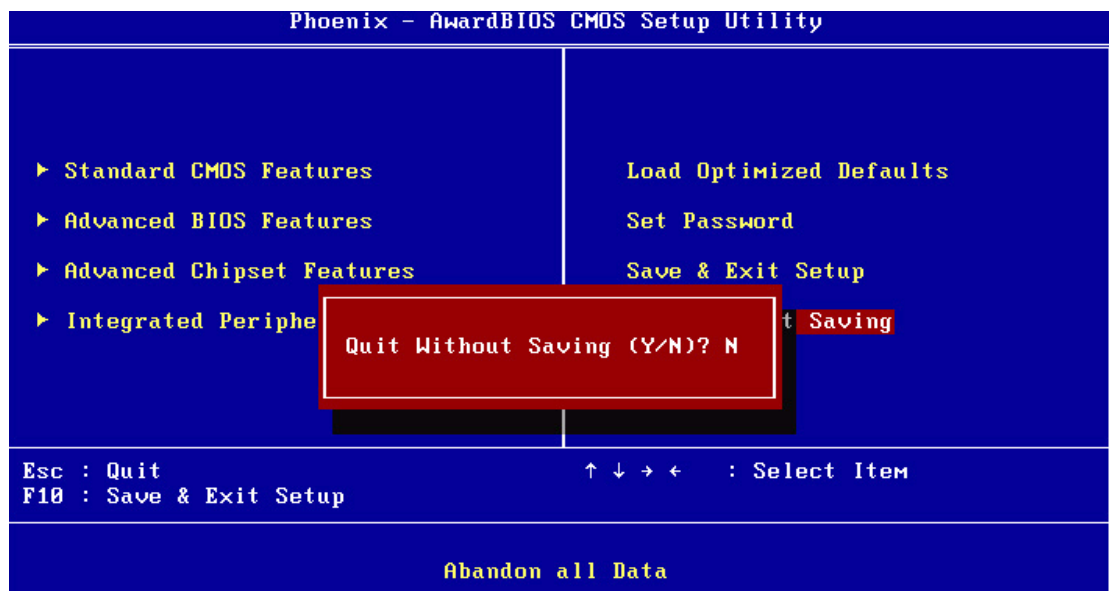 Phoenix - AwardBIOS CMOS Setup Utility
▶ Standard CMOS Features
▶ Advanced BIOS Features
▶ Advanced Chipset Features
▶ Integrated Periphe
Load Optimized Defaults
Set Password
Save & Exit Setup
t Saving
Quit Without Saving (Y/N)? N
Esc : Quit
F10 : Save & Exit Setup
↑ ↓ → ← : Select Item
Abandon all Data